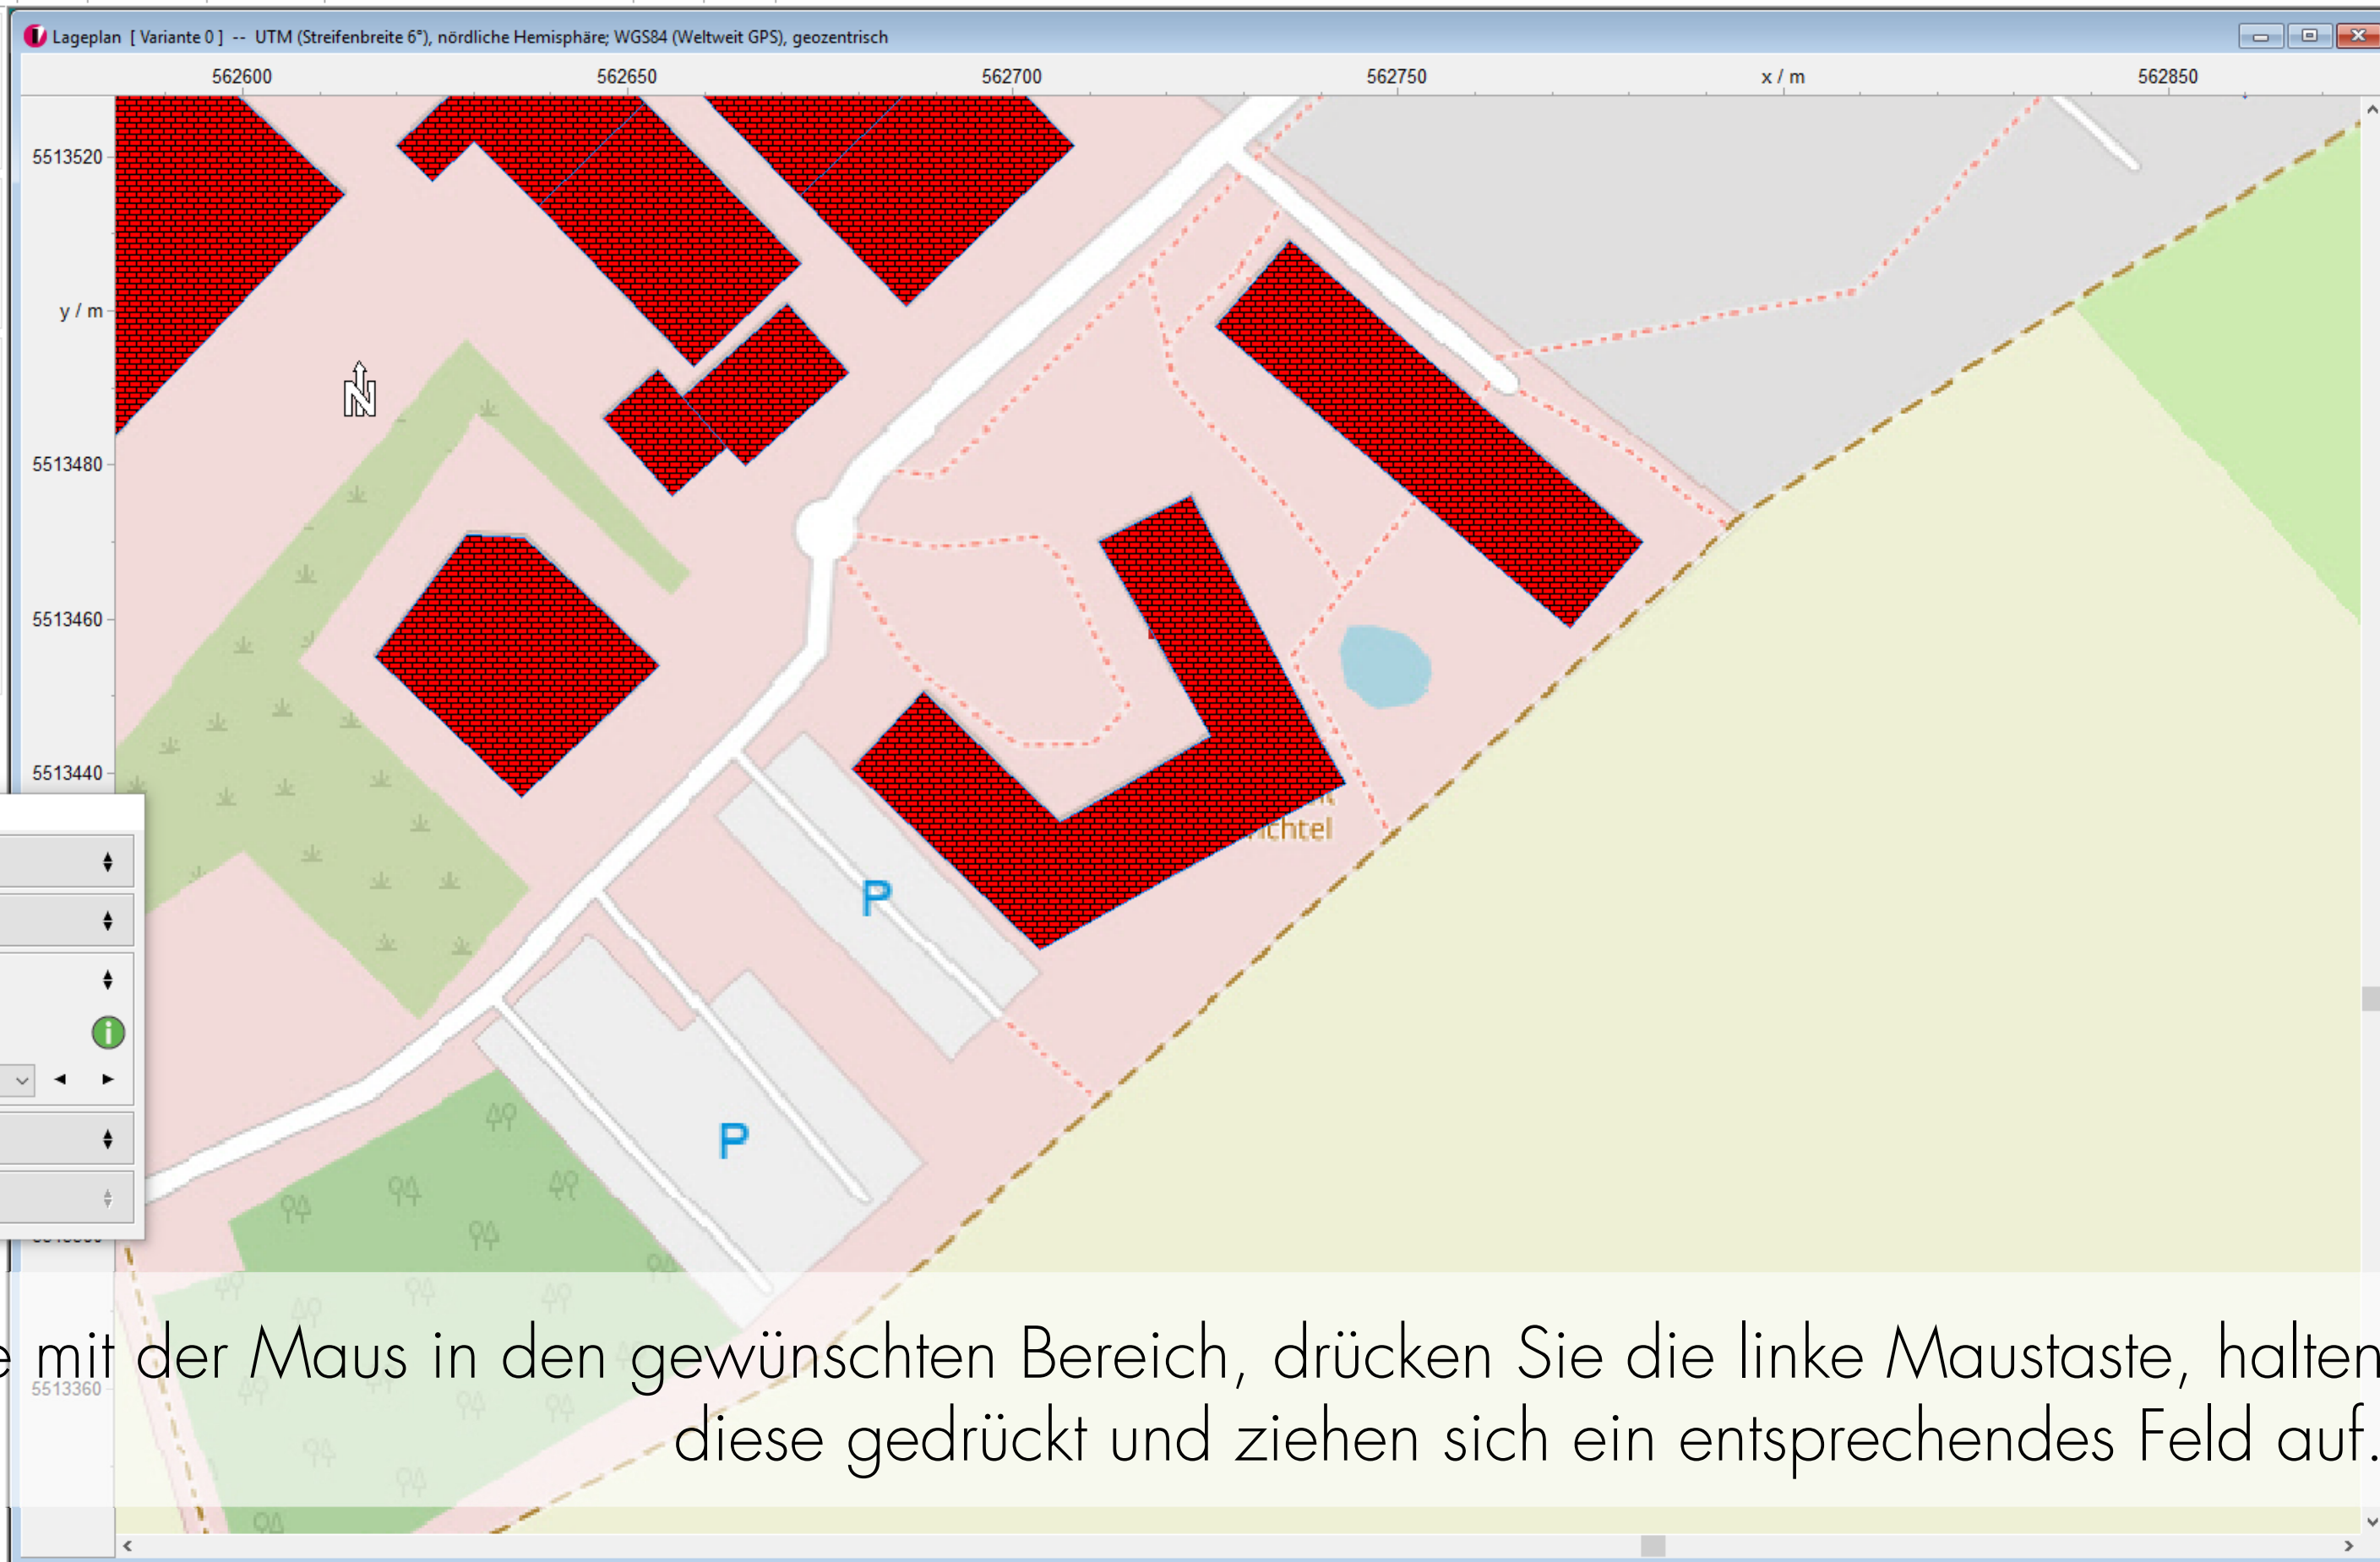 Lageplan [ Variante 0 ] -- UTM (Streifenbreite 6°), nördliche Hemisphäre; WGS84 (Weltweit GPS), geozentrisch
562600 562650 562700 562750 x / m 562850
5513520
y / m
N
5513480
5513460
5513440
ichtel
P
P
e mit der Maus in den gewünschten Bereich, drücken Sie die linke Maustaste, halten
5513360
diese gedrückt und ziehen sich ein entsprechendes Feld auf.